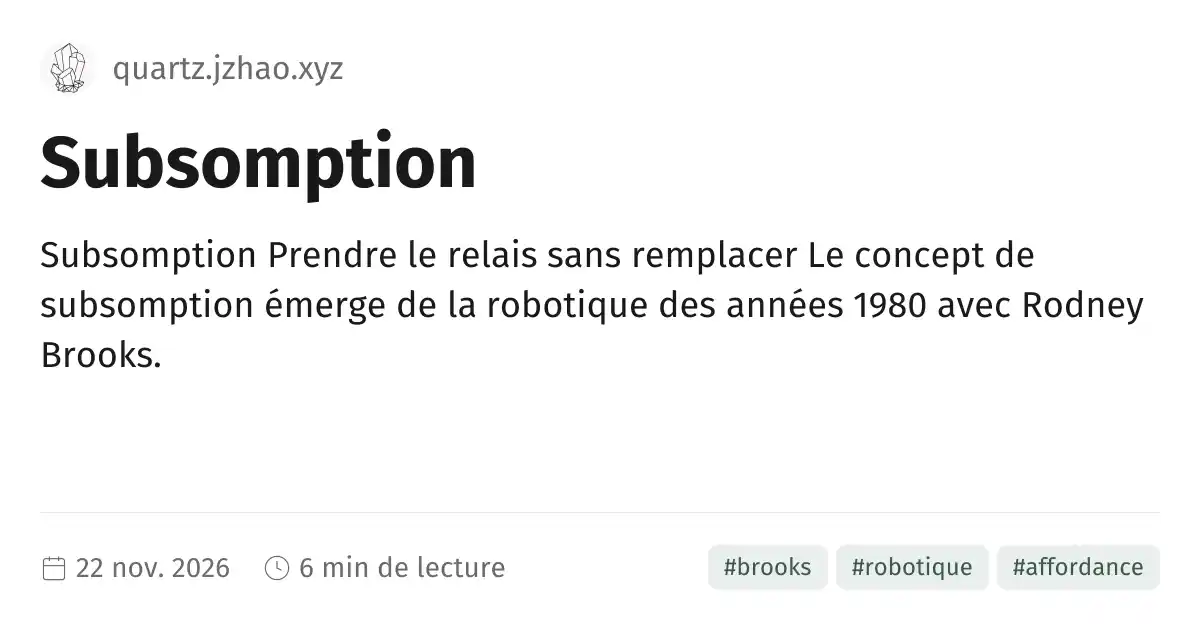 quartz.jzhao.xyz
Subsomption
Subsomption Prendre le relais sans remplacer Le concept de
subsomption émerge de la robotique des années 1980 avec Rodney
Brooks.
22 nov. 2026 6 min de lecture #brooks #robotique #affordance